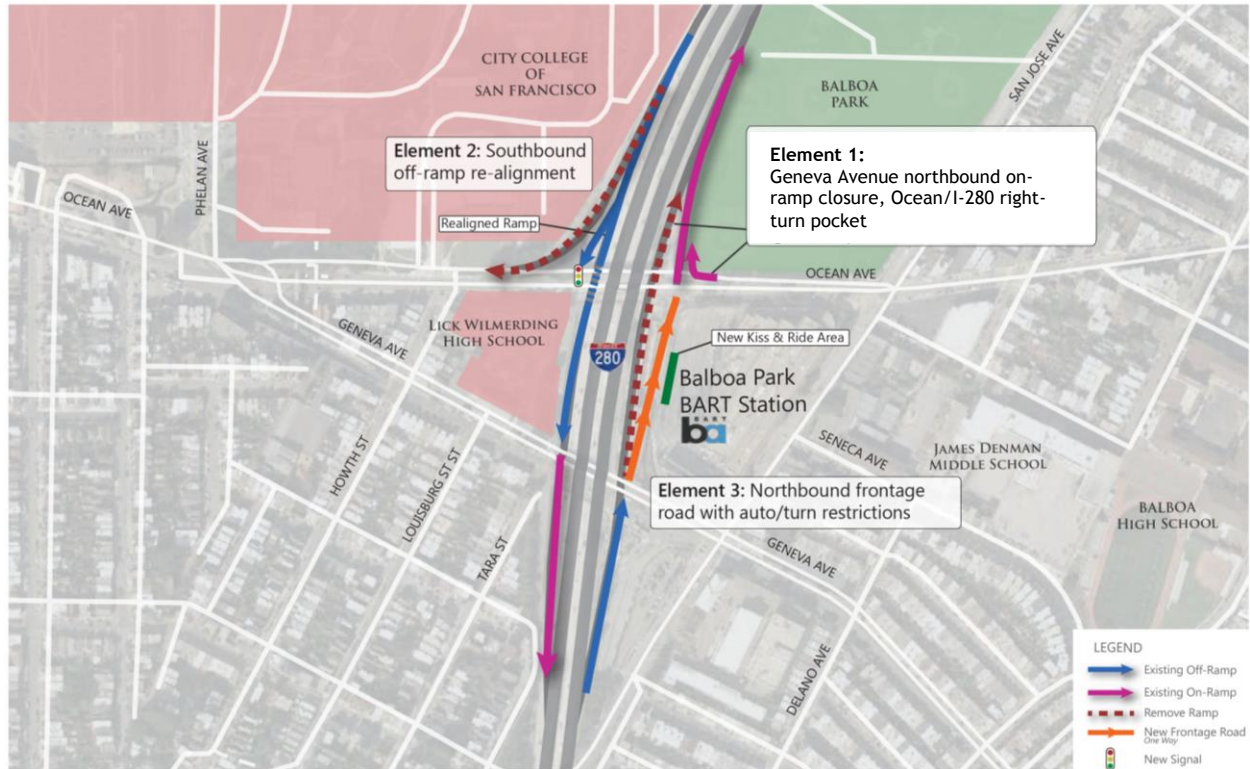 CITY COLLEGE
OF
SAN FRANCISCO
BALBOA
PARK
SAN JOSE AVE
PHELAN AVE
OCEAN AVE
Element 2: Southbound
off-ramp re-alignment
Element 1:
Geneva Avenue northbound on-
ramp closure, Ocean/I-280 right-
turn pocket
Realigned Ramp
OCEAN AVE
GENEVA AVE
LICK WILMERDING
HIGH SCHOOL
280
New Kiss & Ride Area
Balboa Park
BART Station
BART
ba
HOWTH ST
LOUISBURG ST ST
TARA ST
SENECA AVE
JAMES DENMAN
MIDDLE SCHOOL
Element 3: Northbound frontage
road with auto/turn restrictions
BALBOA
HIGH SCHOOL
GENEVA AVE
DELANO AVE
LEGEND
Existing Off-Ramp
Existing On-Ramp
Remove Ramp
New Frontage Road
One Way
New Signal